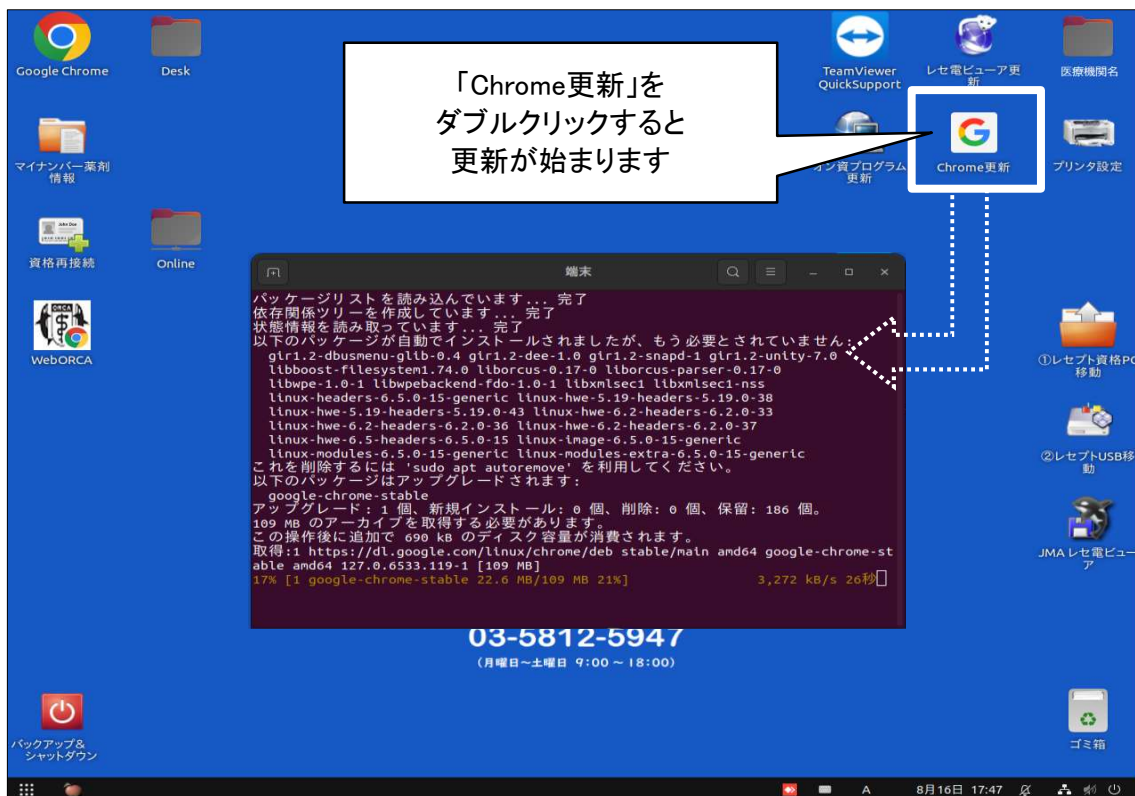 Google Chrome
Desk
TeamViewer
QuickSupport
レセ電ビューア更
新
医療機関名
「Chrome更新」を
ダブルクリックすると
更新が始まります
マイナンバー薬剤
情報
オン資プログラム
更新
Chrome更新
プリンタ設定
資格再接続
Online
ORCA
WebORCA
端末
パッケージリストを読み込んでいます... 完了
依存関係ツリーを作成しています... 完了
状態情報を読み取っています... 完了
以下のパッケージが自動でインストールされましたが、もう必要とされていません:
gir1.2-dbusmenu-glib-0.4 gir1.2-dee-1.0 gir1.2-snapd-1 gir1.2-unity-7.0
libboost-filesystem1.74.0 liborcus-0.17-0 liborcus-parser-0.17-0
libwpe-1.0-1 libwpebackend-fdo-1.0-1 libxmlsec1 libxmlsec1-nss
linux-headers-6.5.0-15-generic linux-hwe-5.19-headers-5.19.0-38
linux-hwe-5.19-headers-5.19.0-43 linux-hwe-6.2-headers-6.2.0-33
linux-hwe-6.2-headers-6.2.0-36 linux-hwe-6.2-headers-6.2.0-37
linux-hwe-6.5-headers-6.5.0-15 linux-image-6.5.0-15-generic
linux-modules-6.5.0-15-generic linux-modules-extra-6.5.0-15-generic
これを削除するには 'sudo apt autoremove' を利用してください。
以下のパッケージはアップグレードされます:
google-chrome-stable
アップグレード: 1 個、新規インストール: 0 個、削除: 0 個、保留: 186 個。
109 MB のアーカイブを取得する必要があります。
この操作後に追加で 690 kB のディスク容量が消費されます。
取得:1 https://dl.google.com/linux/chrome/deb stable/main amd64 google-chrome-st
able amd64 127.0.6533.119-1 [109 MB]
17% [1 google-chrome-stable 22.6 MB/109 MB 21%] 3,272 kB/s 26秒
①レセプト資格PC
移動
②レセプトUSB移
動
JMA レセ電ビュー
ア
03-5812-5947
(月曜日~土曜日 9:00 ~ 18:00)
バックアップ&
シャットダウン
ゴミ箱
A
8月16日 17:47